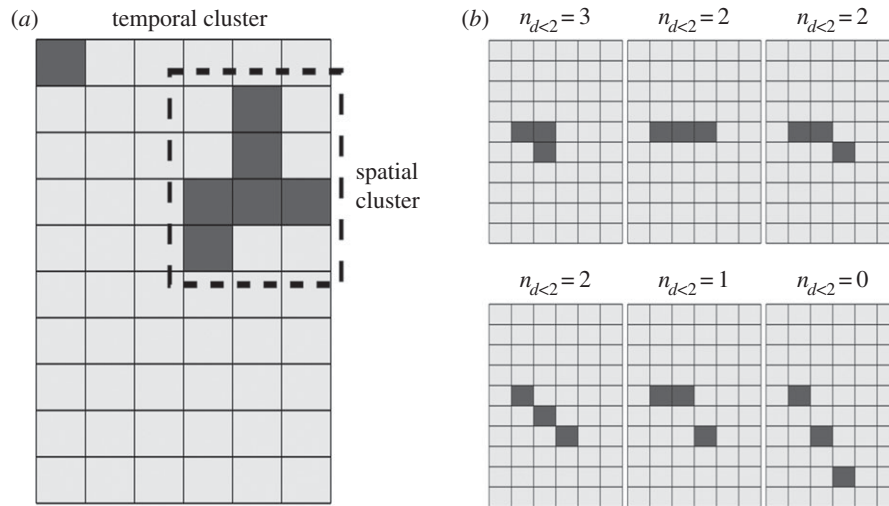 (a) temporal cluster
spatial
cluster
(b) n_{d<2} = 3 n_{d<2} = 2 n_{d<2} = 2
n_{d<2} = 2 n_{d<2} = 1 n_{d<2} = 0